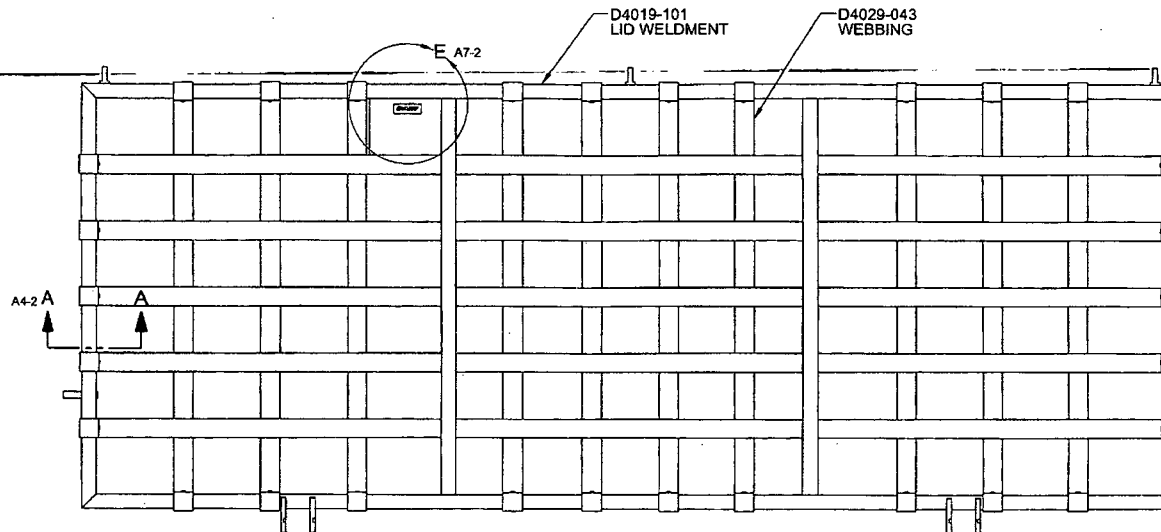 D4019-101
LID WELDMENT
D4029-043
WEBBING
E A7-2
A4-2 A A